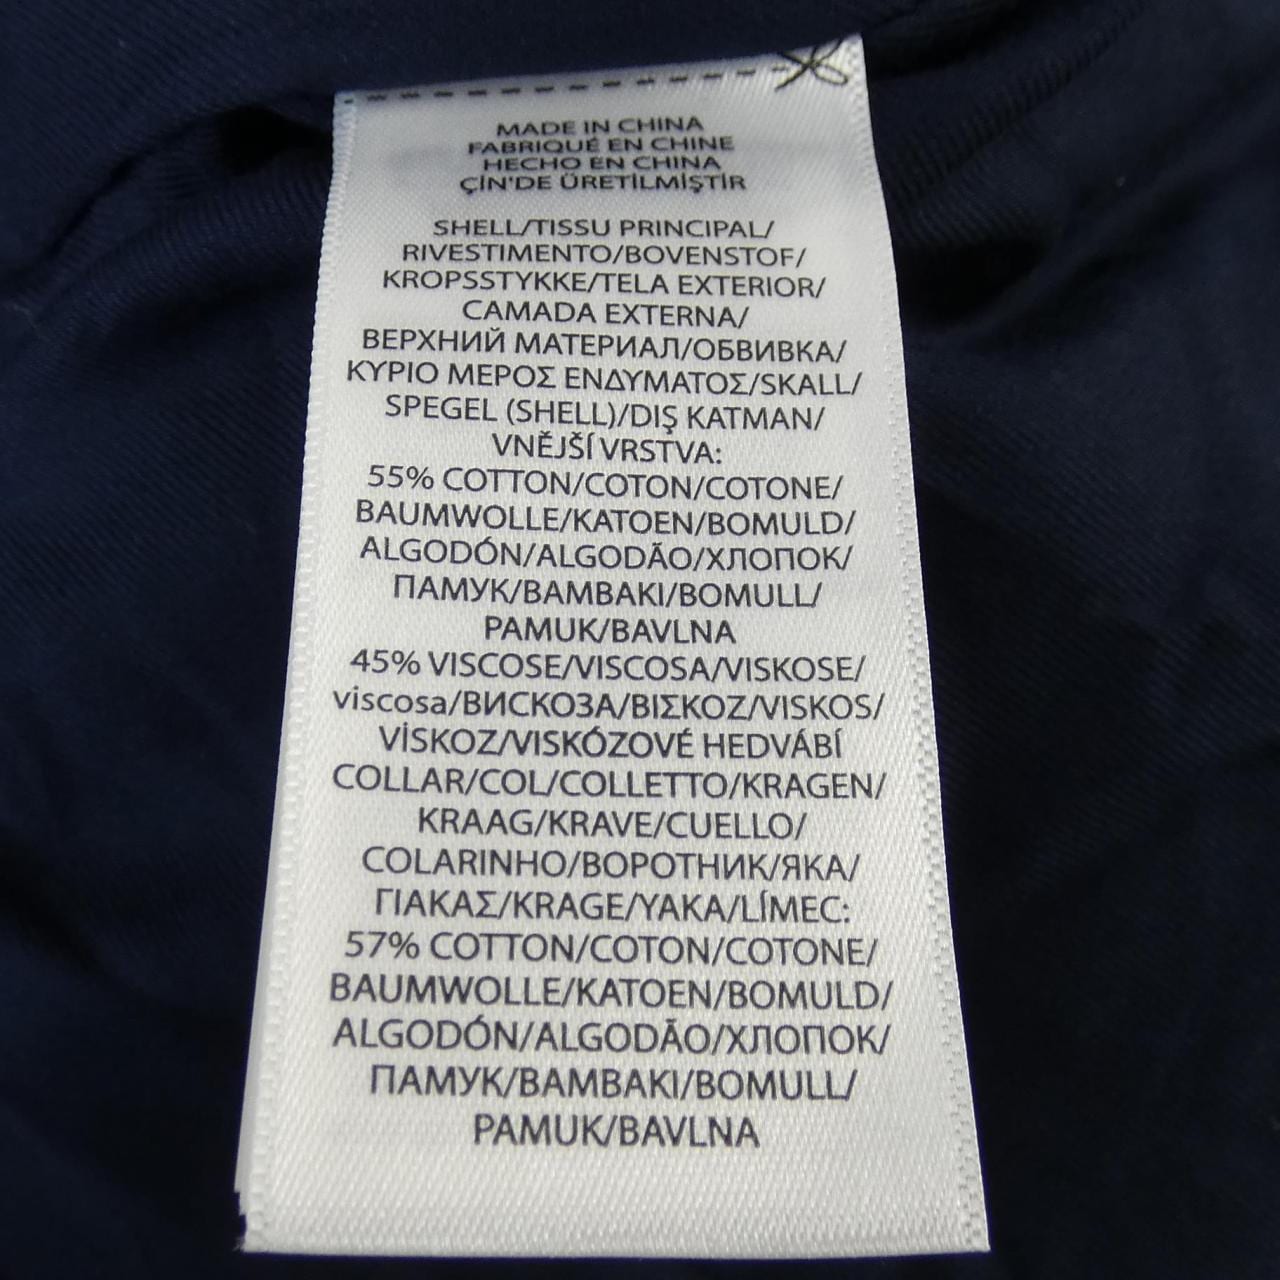 MADE IN CHINA
FABRIQUÉ EN CHINE
HECHO EN CHINA
ÇİN'DE ÜRETİLMİŞTİR
SHELL/TISSU PRINCIPAL/
RIVESTIMENTO/BOVENSTOF/
KROPSSTYKKE/TELA EXTERIOR/
CAMADA EXTERNA/
ВЕРХНИЙ МАТЕРИАЛ/ОБВИВКА/
ΚΥΡΙΟ ΜΕΡΟΣ ΕΝΔΥΜΑΤΟΣ/SKALL/
SPEGEL (SHELL)/DIŞ KATMAN/
VNĚJŠÍ VRSTVA:
55% COTTON/COTON/COTONE/
BAUMWOLLE/KATOEN/BOMULD/
ALGODÓN/ALGODÃO/ХЛОПОК/
ПАМУК/BAMBAKI/BOMULL/
PAMUK/BAVLNA
45% VISCOSE/VISCOSA/VISKOSE/
viscosa/ВИСКОЗА/ΒΙΣΚΟΖ/VISKOS/
VİSKOZ/VISKÓZOVÉ HEDVÁBÍ
COLLAR/COL/COLLETTO/KRAGEN/
KRAAG/KRAVE/CUELLO/
COLARINHO/ВОРОТНИК/ЯКА/
ΓΙΑΚΑΣ/KRAGE/YAKA/LÍMEC:
57% COTTON/COTON/COTONE/
BAUMWOLLE/KATOEN/BOMULD/
ALGODÓN/ALGODÃO/ХЛОПОК/
ПАМУК/BAMBAKI/BOMULL/
PAMUK/BAVLNA